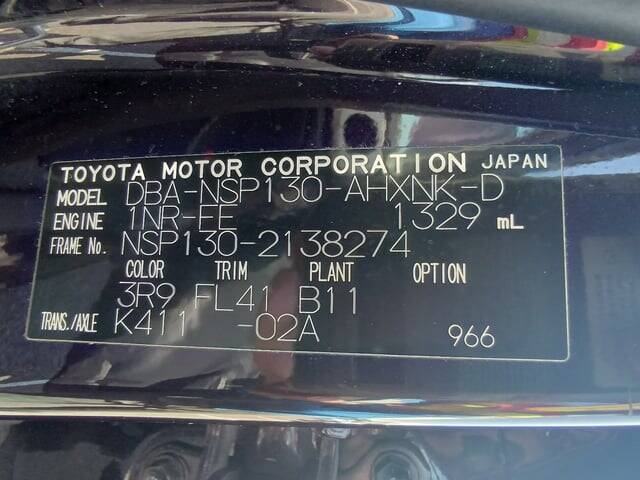 TOYOTA MOTOR CORPORATION JAPAN
MODEL DBA-NSP130-AHXNK-D
ENGINE 1NR-FE 1329 mL
FRAME No. NSP130-2138274
COLOR TRIM PLANT OPTION
3R9 FL41 B11
TRANS./AXLE K411 -02A 966